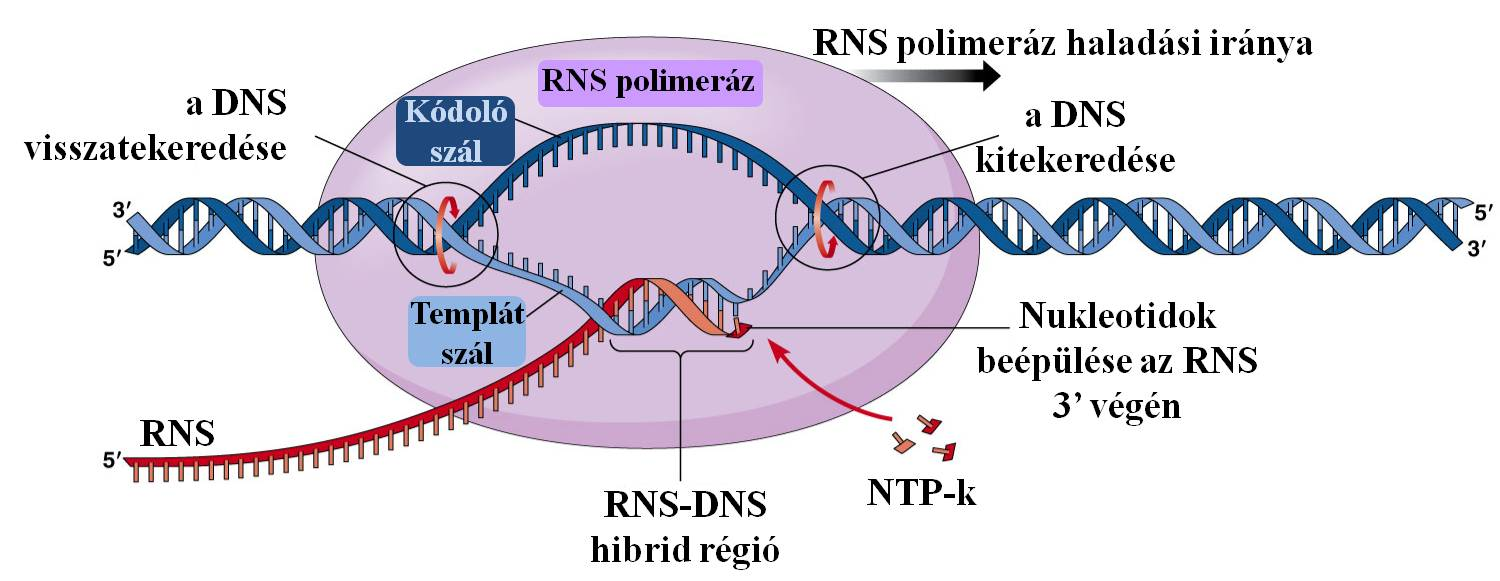 RNS polimeráz haladási iránya
RNS polimeráz
a DNS
visszatekeredése
Kódoló
szál
a DNS
kitekeredése
3′
5′
5′
3′
Templát
szál
Nukleotidok
beépülése az RNS
3’ végén
RNS
5′
NTP-k
RNS-DNS
hibrid régió